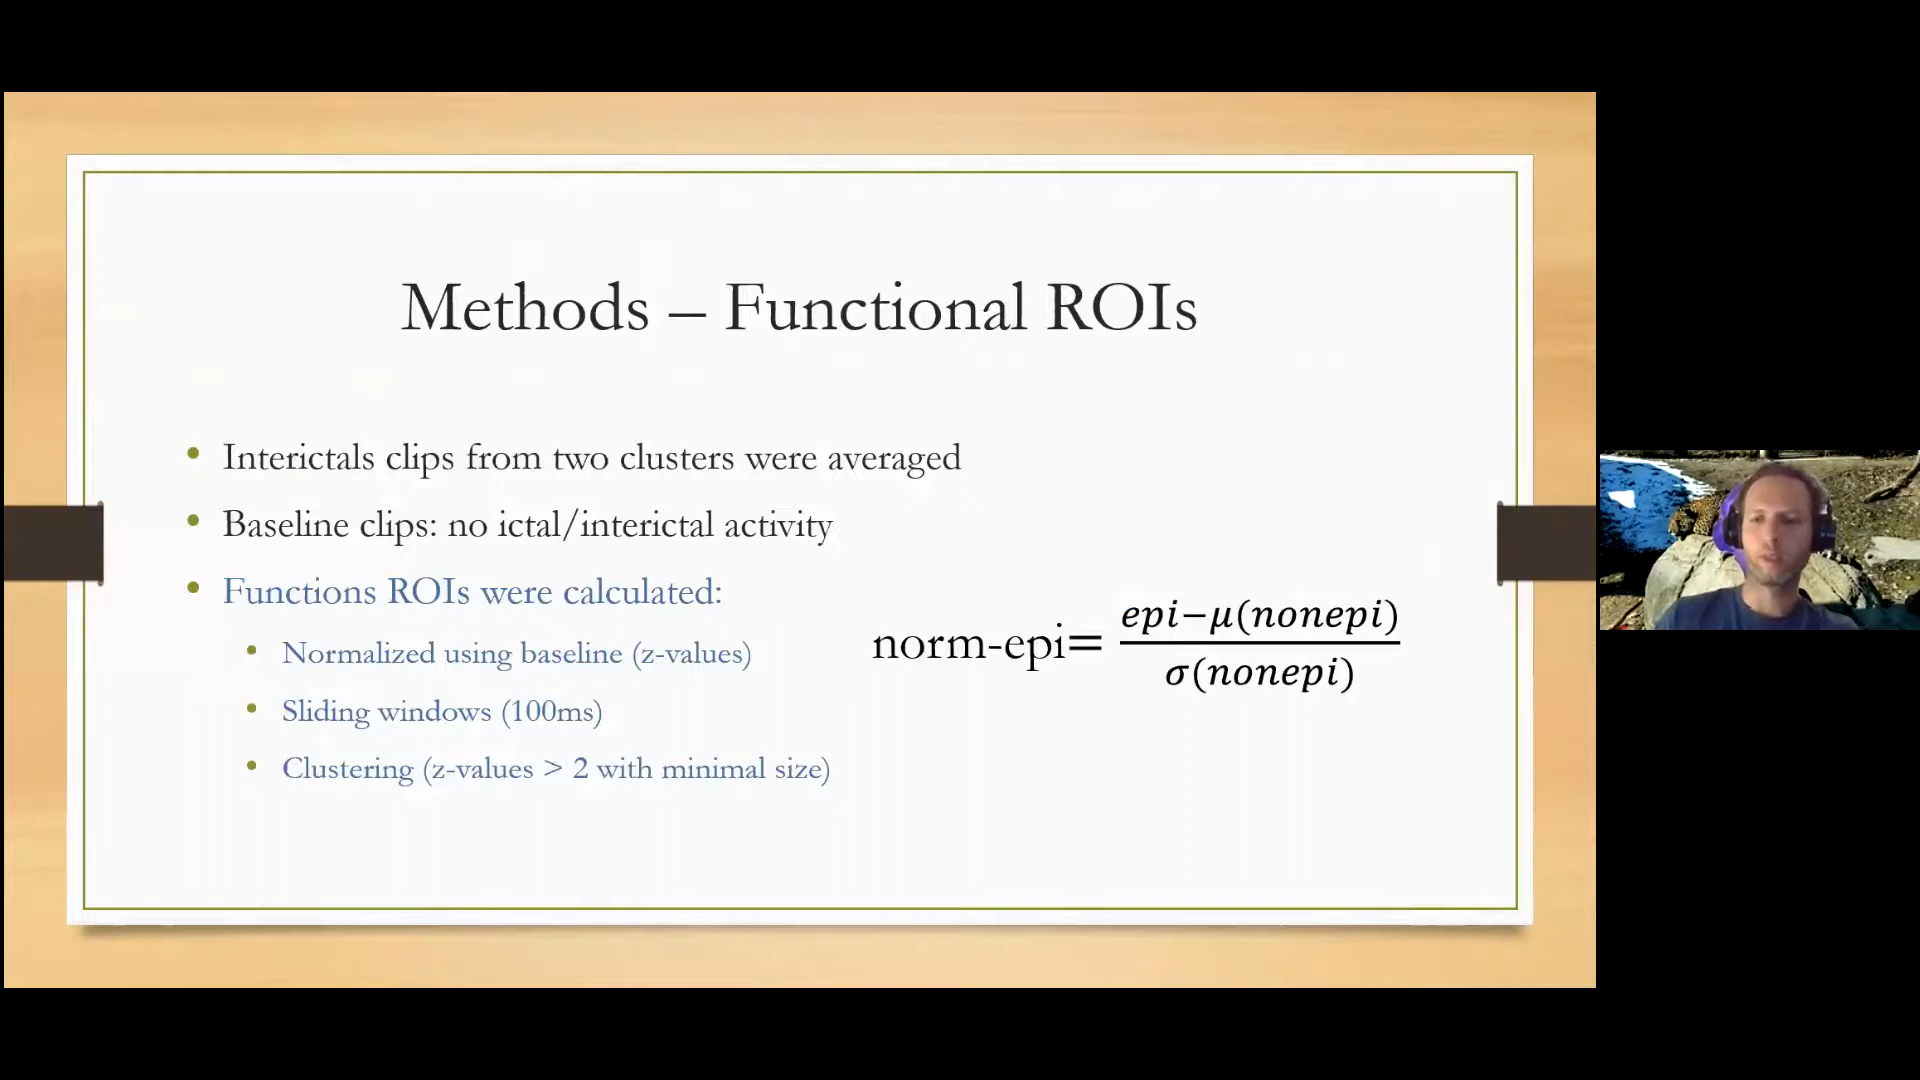 Methods – Functional ROIs
Interictals clips from two clusters were averaged
Baseline clips: no ictal/interictal activity
Functions ROIs were calculated:
Normalized using baseline (z-values)
Sliding windows (100ms)
Clustering (z-values > 2 with minimal size)
norm-epi= epi−μ(nonepi)
σ(nonepi)